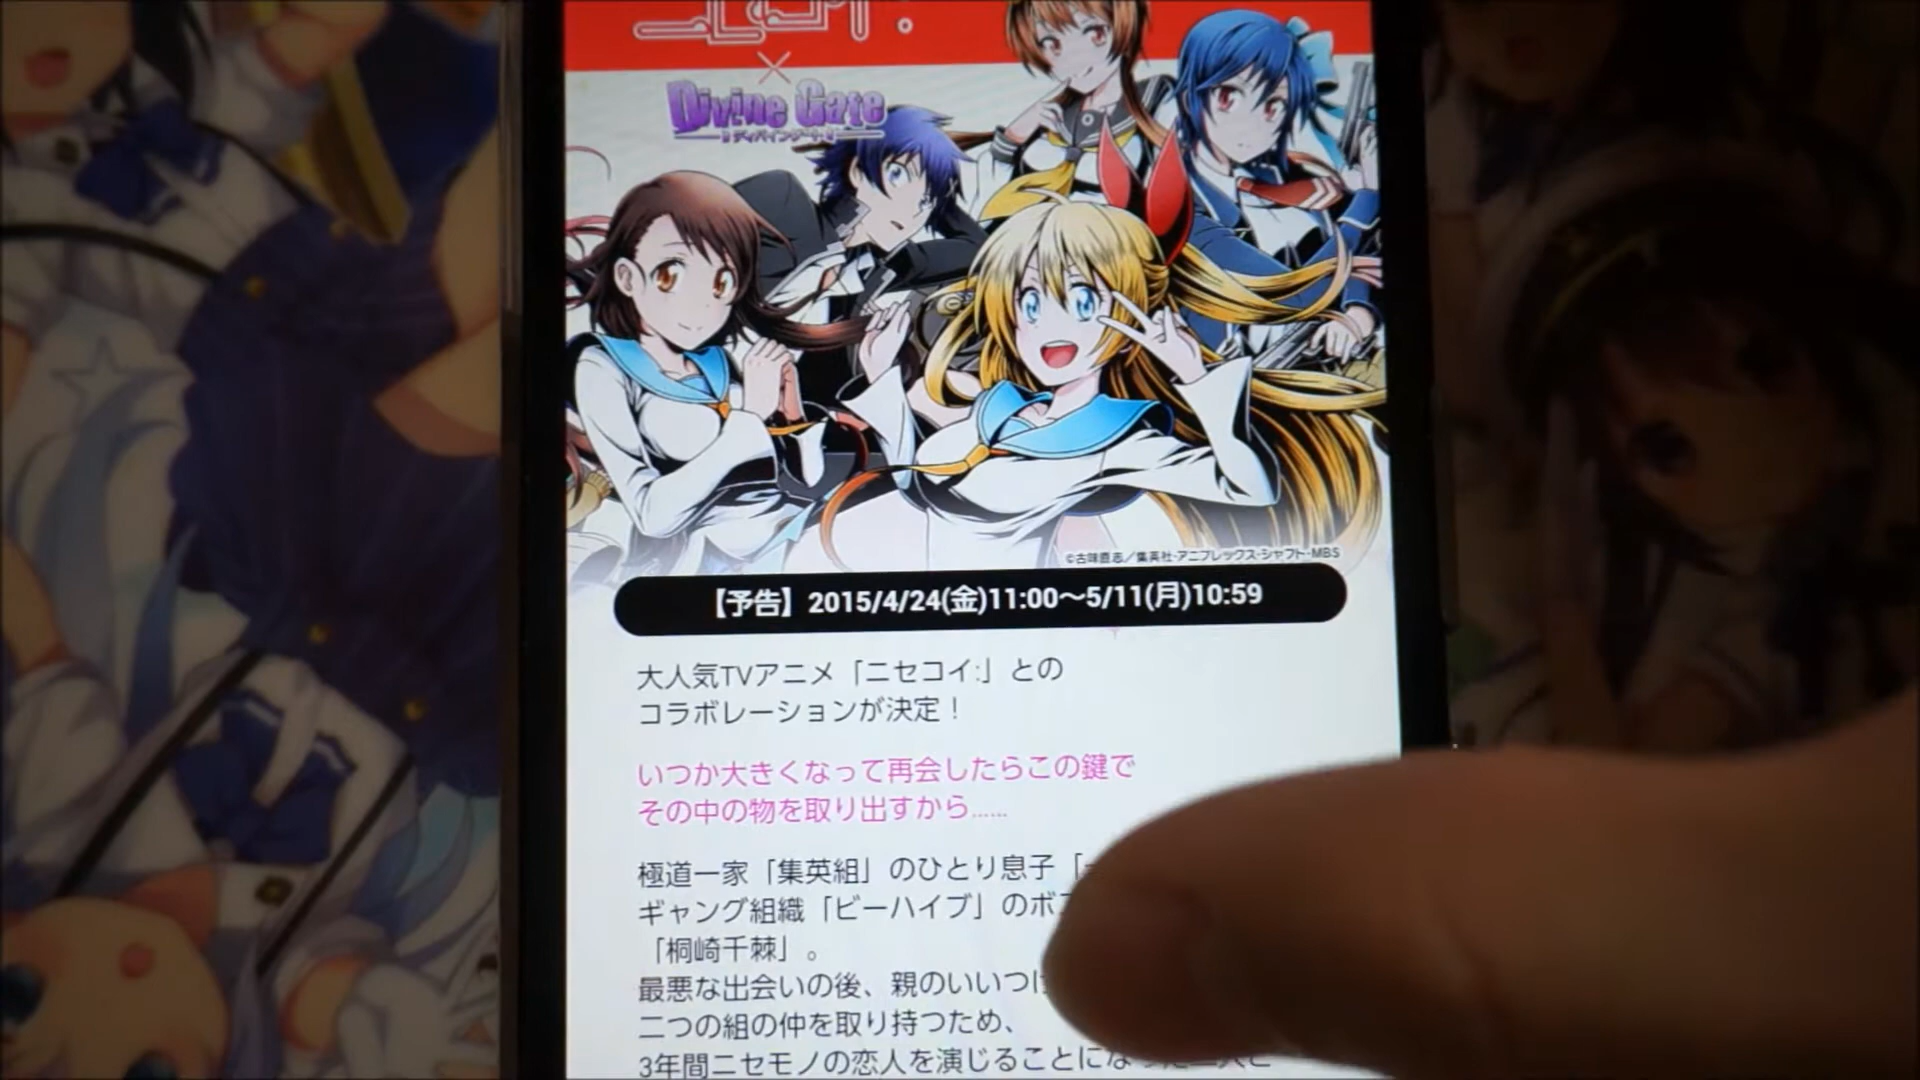 ×
Divine Gate
ディバインゲート
©古味直志／集英社・アニプレックス・シャフト・MBS
【予告】2015/4/24(金)11:00～5/11(月)10:59
大人気TVアニメ「ニセコイ:」との
コラボレーションが決定！
いつか大きくなって再会したらこの鍵で
その中の物を取り出すから……
極道一家「集英組」のひとり息子「一
ギャング組織「ビーハイブ」のボス
「桐崎千棘」。
最悪な出会いの後、親のいいつけ
二つの組の仲を取り持つため、
3年間ニセモノの恋人を演じることにな